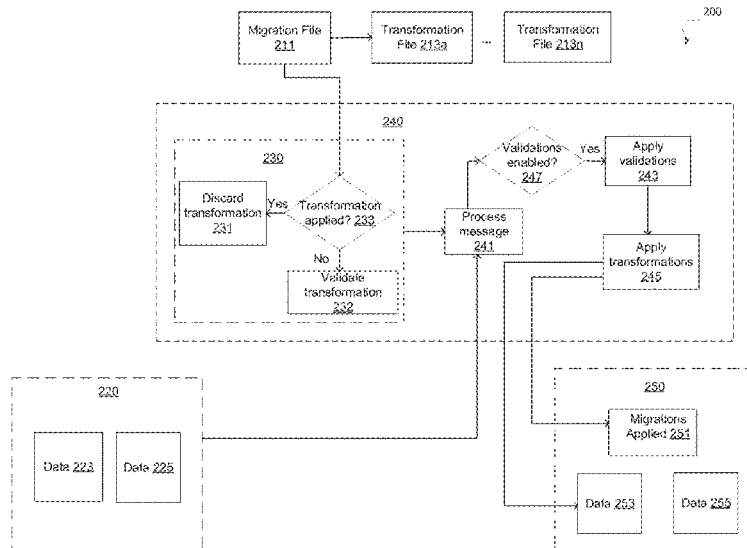 200
Migration File
211
Transformation
File 213a
...
Transformation
File 213n
240
230
Validations
enabled?
247
Yes
Apply
validations
243
Discard
transformation
231
Yes
Transformation
applied? 233
Process
message
241
No
Validate
transformation
232
Apply
transformations
245
220
Data 223
Data 225
250
Migrations
Applied 251
Data 253
Data 255